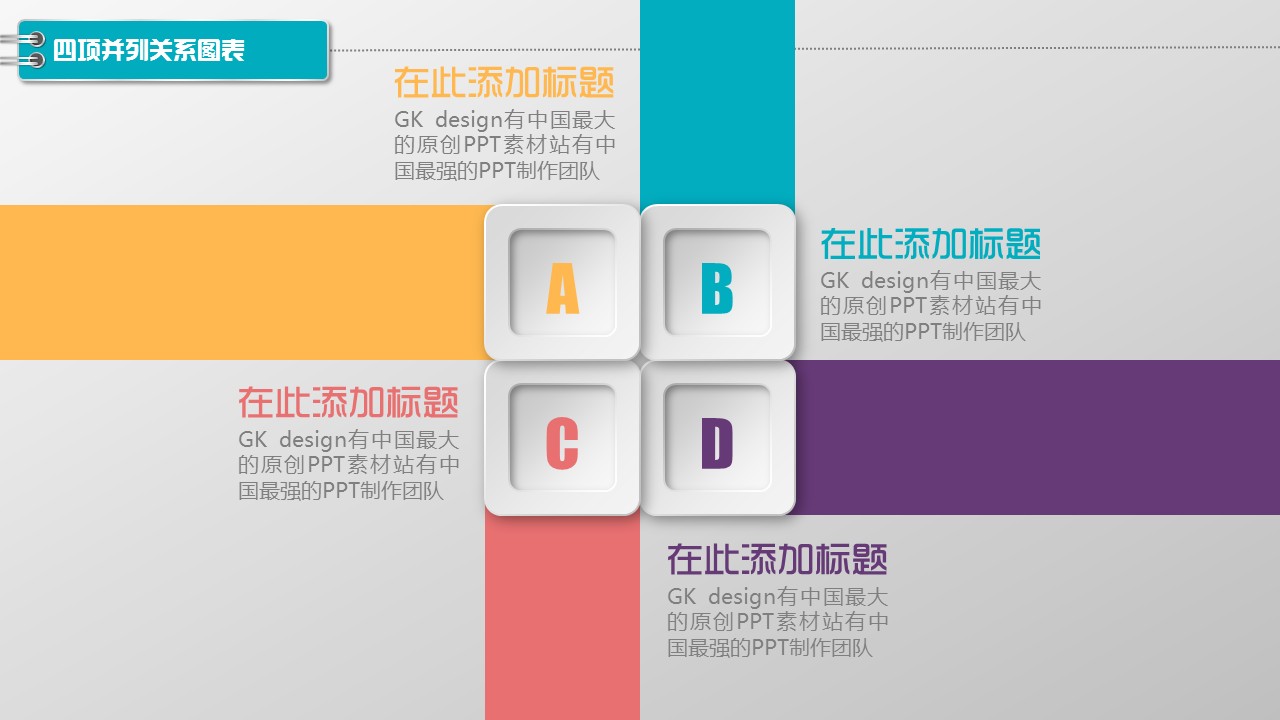 四项并列关系图表
在此添加标题
GK design有中国最大
的原创PPT素材站有中
国最强的PPT制作团队
A
B
在此添加标题
GK design有中国最大
的原创PPT素材站有中
国最强的PPT制作团队
在此添加标题
GK design有中国最大
的原创PPT素材站有中
国最强的PPT制作团队
C
D
在此添加标题
GK design有中国最大
的原创PPT素材站有中
国最强的PPT制作团队